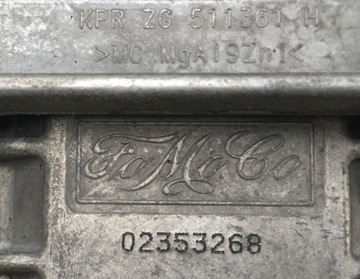 KPR ZG 511361 H
>MC MgAl9Zn1<
FoMoCo
02353268